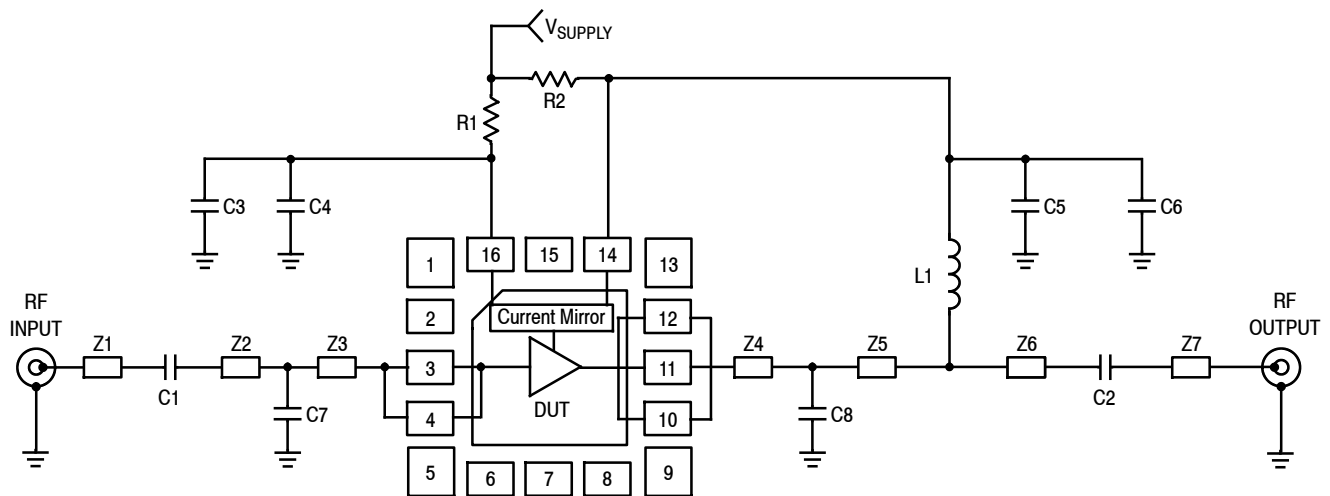 VSUPPLY
R2
R1
C3
C4
C5
C6
1
16
15
14
13
L1
RF
INPUT
RF
OUTPUT
2
Current Mirror
12
Z1
Z2
Z3
3
11
Z4
Z5
Z6
Z7
C1
C7
4
DUT
10
C8
C2
5
6
7
8
9